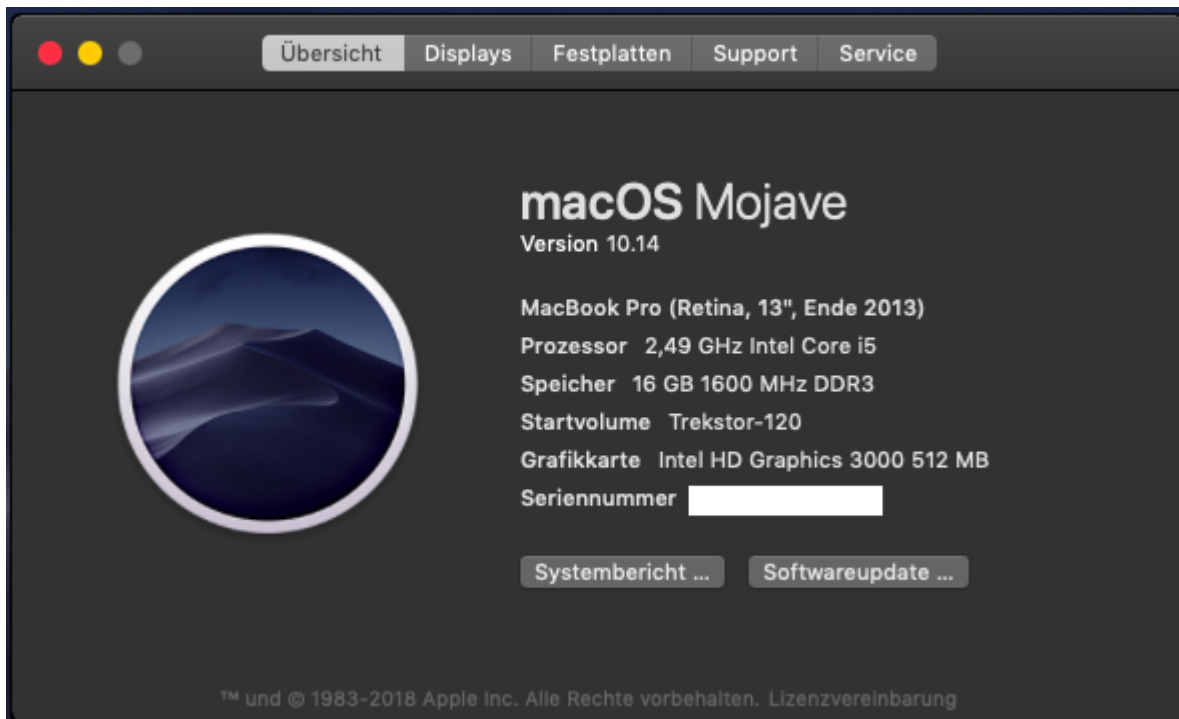 Übersicht Displays Festplatten Support Service
macOS Mojave
Version 10.14
MacBook Pro (Retina, 13", Ende 2013)
Prozessor 2,49 GHz Intel Core i5
Speicher 16 GB 1600 MHz DDR3
Startvolume Trekstor-120
Grafikkarte Intel HD Graphics 3000 512 MB
Seriennummer
Systembericht ... Softwareupdate ...
™ und © 1983-2018 Apple Inc. Alle Rechte vorbehalten. Lizenzvereinbarung